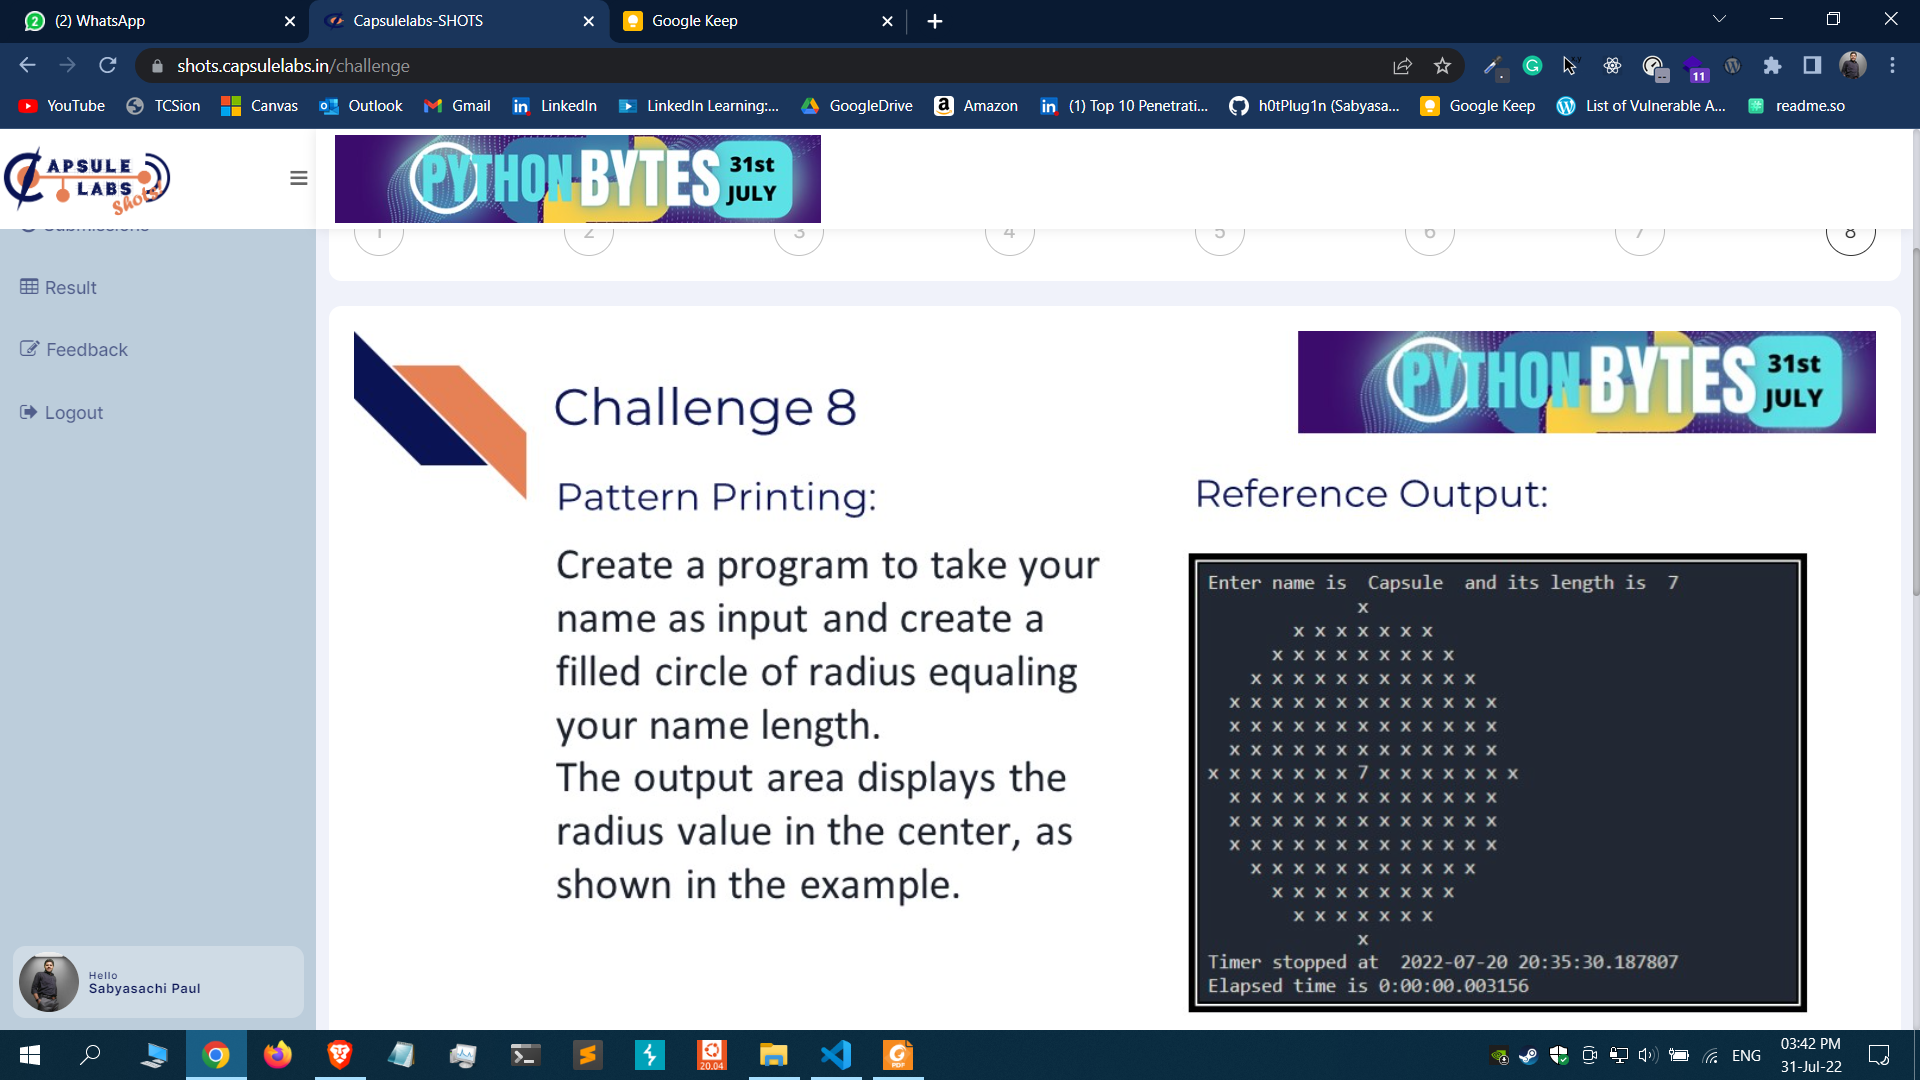 (2) WhatsApp
Capsulelabs-SHOTS
Google Keep
shots.capsulelabs.in/challenge
11
YouTube
TCSion
Canvas
Outlook
Gmail
LinkedIn
LinkedIn Learning:...
GoogleDrive
Amazon
(1) Top 10 Penetrati...
h0tPlug1n (Sabyasa...
Google Keep
List of Vulnerable A...
readme.so
CAPSULE
LABS
Shots!
PYTHON BYTES
31st
JULY
Submissions
1 2 3 4 5 6 7 8
Result
Feedback
Logout
PYTHON BYTES
31st
JULY
Challenge 8
Pattern Printing:
Create a program to take your
name as input and create a
filled circle of radius equaling
your name length.
The output area displays the
radius value in the center, as
shown in the example.
Reference Output:
Enter name is  Capsule  and its length is  7
x
x x x x x x x
x x x x x x x x x
x x x x x x x x x x x
x x x x x x x x x x x x x
x x x x x x x x x x x x x
x x x x x x x x x x x x x
x x x x x x x 7 x x x x x x x
x x x x x x x x x x x x x
x x x x x x x x x x x x x
x x x x x x x x x x x x x
x x x x x x x x x x x
x x x x x x x x x
x x x x x x x
x
Timer stopped at  2022-07-20 20:35:30.187807
Elapsed time is 0:00:00.003156
Hello
Sabyasachi Paul
20.04
PDF
ENG
03:42 PM
31-Jul-22